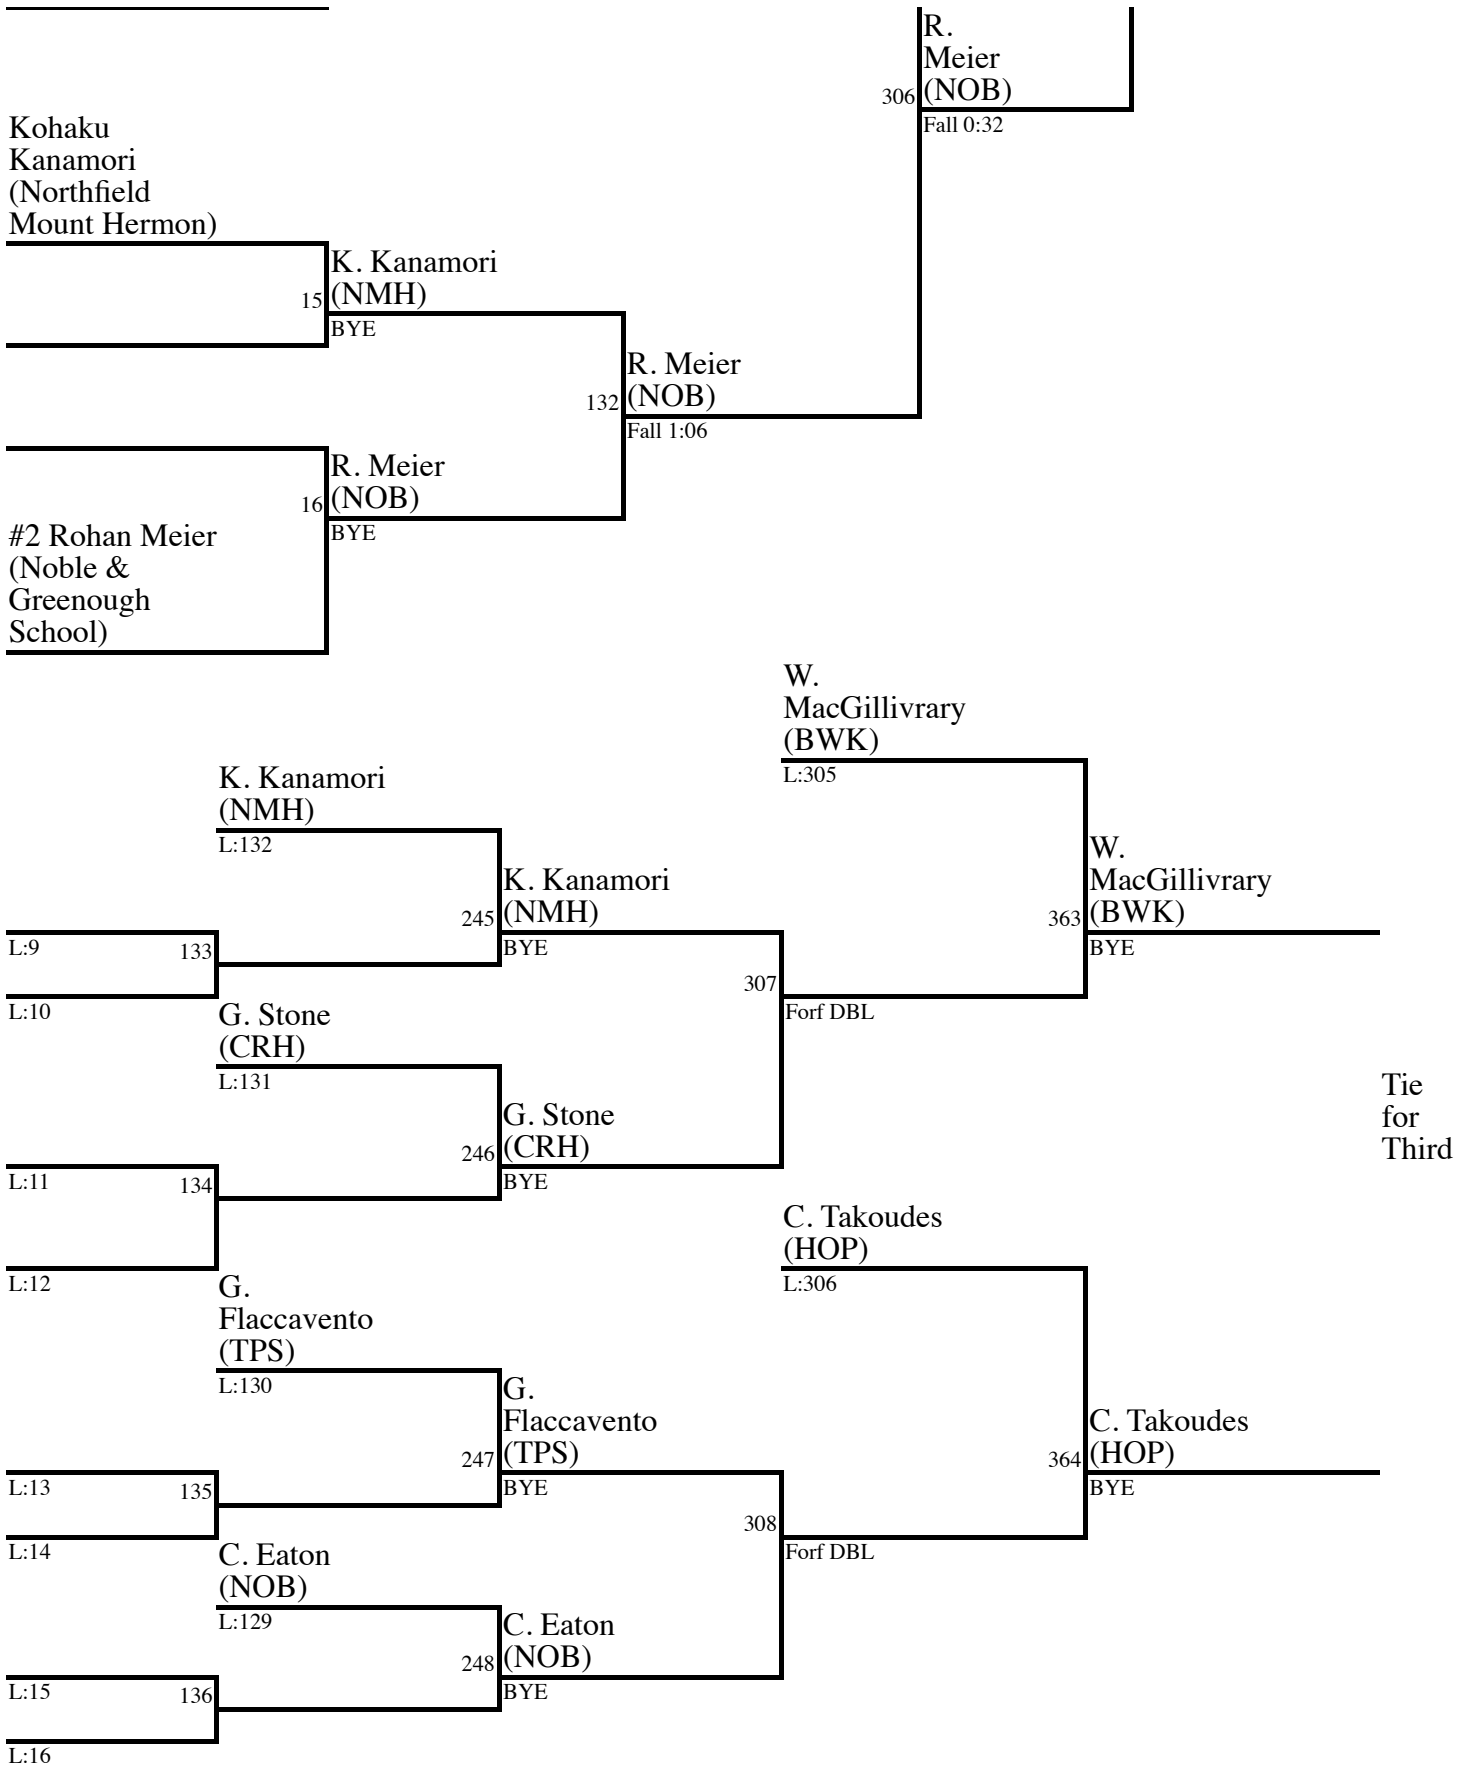 R.
Meier
(NOB)
306
Fall 0:32
Kohaku
Kanamori
(Northfield
Mount Hermon)
K. Kanamori
(NMH)
15
BYE
R. Meier
(NOB)
132
Fall 1:06
R. Meier
(NOB)
16
BYE
#2 Rohan Meier
(Noble &
Greenough
School)
W.
MacGillivrary
(BWK)
L:305
K. Kanamori
(NMH)
L:132
K. Kanamori
(NMH)
245
BYE
W.
MacGillivrary
(BWK)
363
BYE
L:9
133
L:10
307
Forf DBL
G. Stone
(CRH)
L:131
G. Stone
(CRH)
246
BYE
Tie
for
Third
L:11
134
L:12
C. Takoudes
(HOP)
L:306
G.
Flaccavento
(TPS)
L:130
G.
Flaccavento
(TPS)
247
BYE
C. Takoudes
(HOP)
364
BYE
L:13
135
L:14
308
Forf DBL
C. Eaton
(NOB)
L:129
C. Eaton
(NOB)
248
BYE
L:15
136
L:16